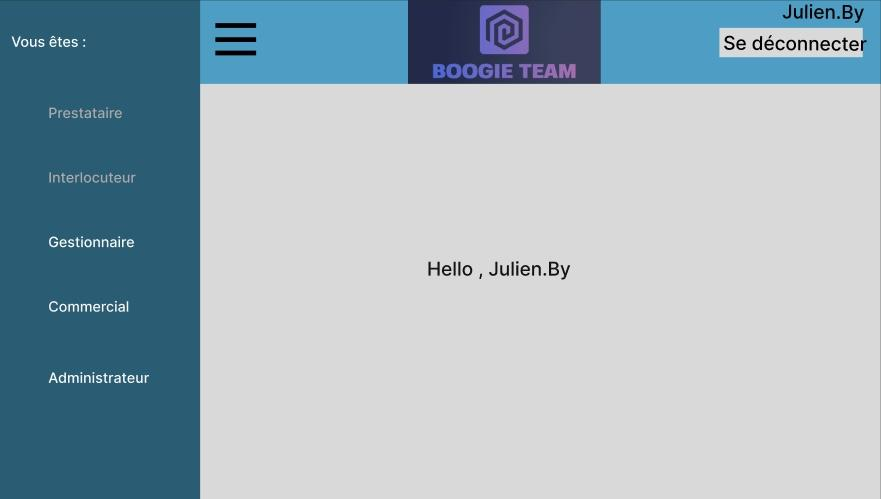 Vous êtes :
Prestataire
Interlocuteur
Gestionnaire
Commercial
Administrateur
BOOGIE TEAM
Julien.By
Se déconnecter
Hello , Julien.By